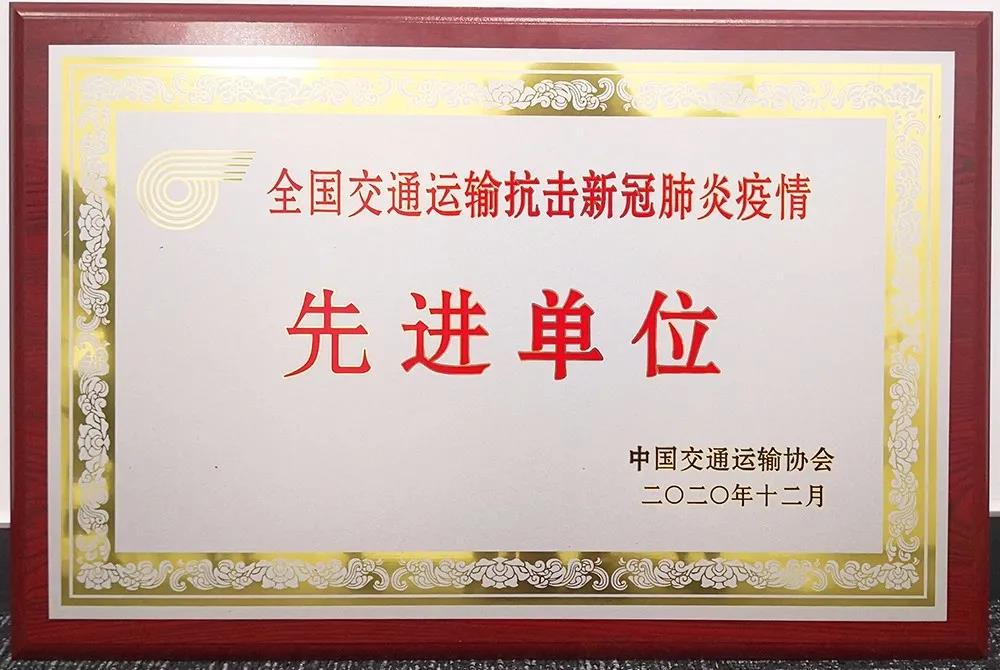 全国交通运输抗击新冠肺炎疫情
先进单位
中国交通运输协会
二〇二〇年十二月